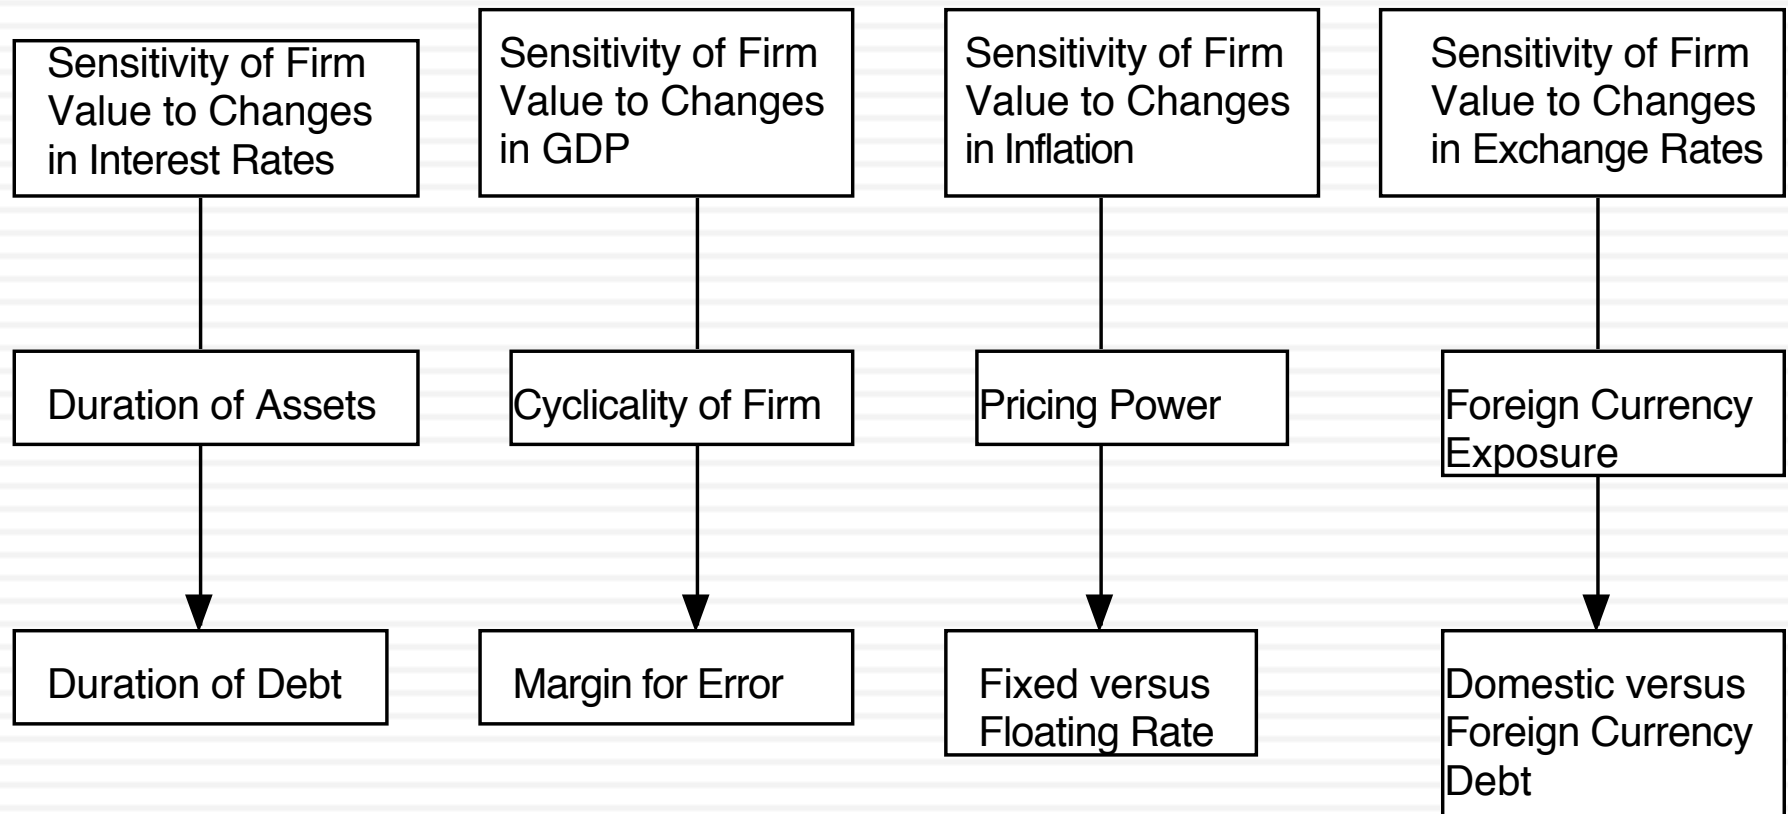 Sensitivity of Firm
Value to Changes
in Interest Rates
Sensitivity of Firm
Value to Changes
in GDP
Sensitivity of Firm
Value to Changes
in Inflation
Sensitivity of Firm
Value to Changes
in Exchange Rates
Duration of Assets
Cyclicality of Firm
Pricing Power
Foreign Currency
Exposure
Duration of Debt
Margin for Error
Fixed versus
Floating Rate
Domestic versus
Foreign Currency
Debt